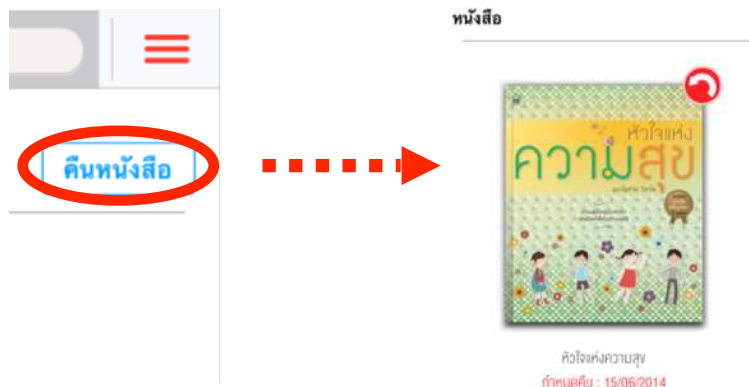 หนังสือ
คืนหนังสือ
หัวใจแห่ง
ความสุข
หัวใจแห่งความสุข
กำหนดคืน : 15/06/2014